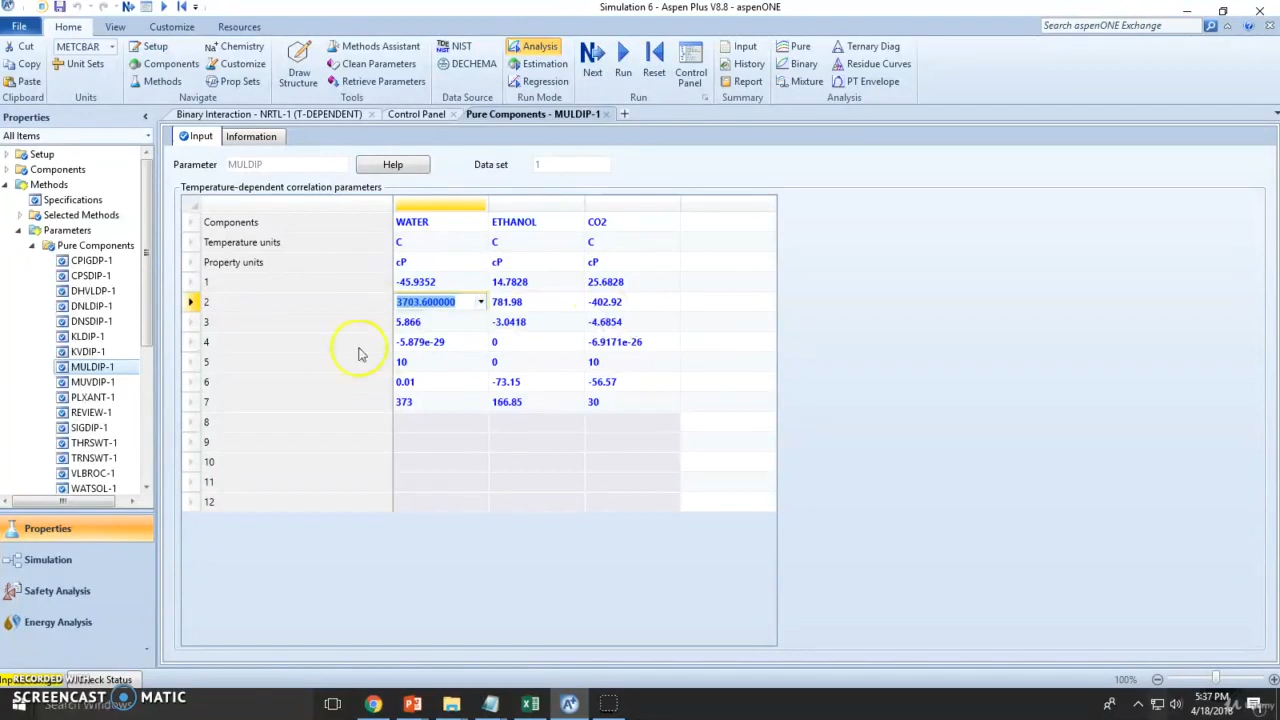 Simulation 6 - Aspen Plus V8.8 - aspenONE
File Home View Customize Resources
Search aspenONE Exchange
Cut METCBAR Setup Chemistry Methods Assistant NIST Analysis Input Pure Ternary Diag
Copy Unit Sets Components Customize Clean Parameters DECHEMA Estimation History Binary Residue Curves
Paste Methods Prop Sets Draw Structure Retrieve Parameters Regression Next Run Reset Control Panel Report Mixture PT Envelope
Clipboard Units Navigate Tools Data Source Run Mode Run Summary Analysis
Properties
Binary Interaction - NRTL-1 (T-DEPENDENT) Control Panel Pure Components - MULDIP-1
All Items
Input Information
Setup
Components
Methods
Specifications
Selected Methods
Parameters
Pure Components
CPIGDP-1
CPSDIP-1
DHVLDP-1
DNLDIP-1
DNSDIP-1
KLDIP-1
KVDIP-1
MULDIP-1
MUVDIP-1
PLXANT-1
REVIEW-1
SIGDIP-1
THRSWT-1
TRNSWT-1
VLBROC-1
WATSOL-1
Properties
Simulation
Safety Analysis
Energy Analysis
Parameter MULDIP Help Data set 1
Temperature-dependent correlation parameters
Components WATER ETHANOL CO2
Temperature units C C C
Property units cP cP cP
1 -45.9352 14.7828 25.6828
2 3703.600000 781.98 -402.92
3 5.866 -3.0418 -4.6854
4 -5.879e-29 0 -6.9171e-26
5 10 0 10
6 0.01 -73.15 -56.57
7 373 166.85 30
8
9
10
11
12
Check Status
100%
RECORDED WITH
SCREENCAST MATIC
Search Windows
5:37 PM
4/18/2016